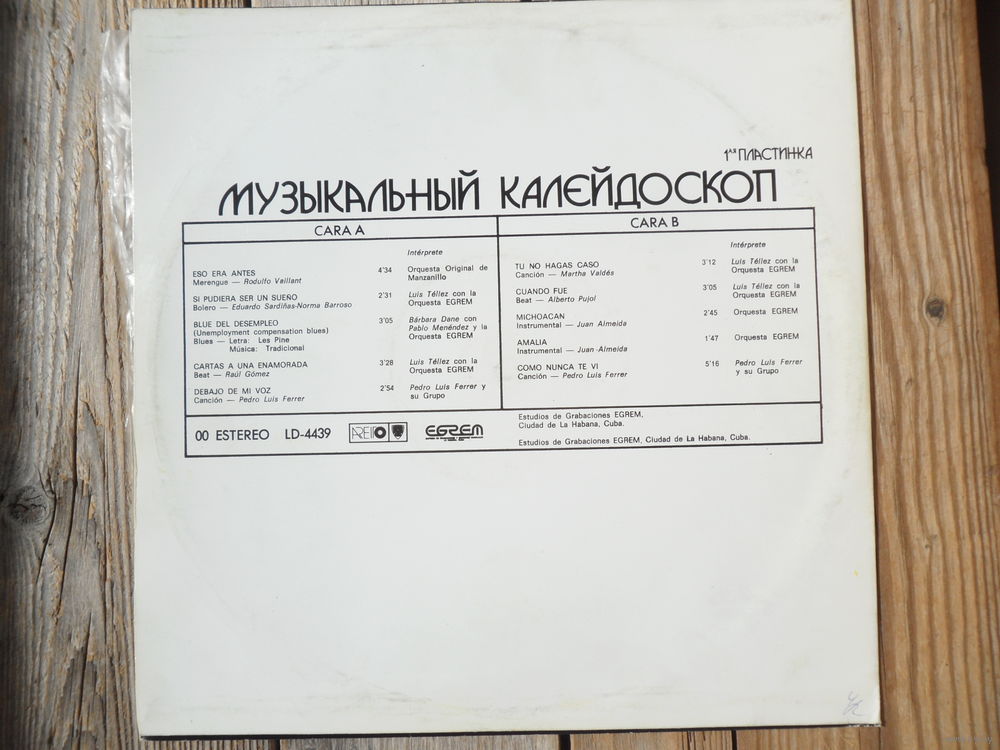 1ая ПЛАСТИНКА
МУЗЫКАЛЬНЫЙ КАЛЕЙДОСКОП
CARA A
Intérprete
ESO ERA ANTES 4'34 Orquesta Original de
Merengue — Rodulfo Vaillant Manzanillo
SI PUDIERA SER UN SUEÑO 2'31 Luis Téllez con la
Bolero — Eduardo Sardiñas-Norma Barroso Orquesta EGREM
BLUE DEL DESEMPLEO 3'05 Bárbara Dane con
(Unemployment compensation blues) Pablo Menéndez y la
Blues — Letra: Les Pine Orquesta EGREM
Música: Tradicional
CARTAS A UNA ENAMORADA 3'28 Luis Téllez con la
Beat — Raúl Gómez Orquesta EGREM
DEBAJO DE MI VOZ 2'54 Pedro Luis Ferrer y
Canción — Pedro Luis Ferrer su Grupo
CARA B
Intérprete
TU NO HAGAS CASO 3'12 Luis Téllez con la
Canción — Martha Valdés Orquesta EGREM
CUANDO FUE 3'05 Luis Téllez con la
Beat — Alberto Pujol Orquesta EGREM
MICHOACAN 2'45 Orquesta EGREM
Instrumental — Juan Almeida
AMALIA 1'47 Orquesta EGREM
Instrumental — Juan Almeida
COMO NUNCA TE VI 5'16 Pedro Luis Ferrer
Canción — Pedro Luis Ferrer y su Grupo
00 ESTEREO LD-4439 AREITO EGREM
Estudios de Grabaciones EGREM,
Ciudad de La Habana, Cuba.
Estudios de Grabaciones EGREM, Ciudad de La Habana, Cuba.